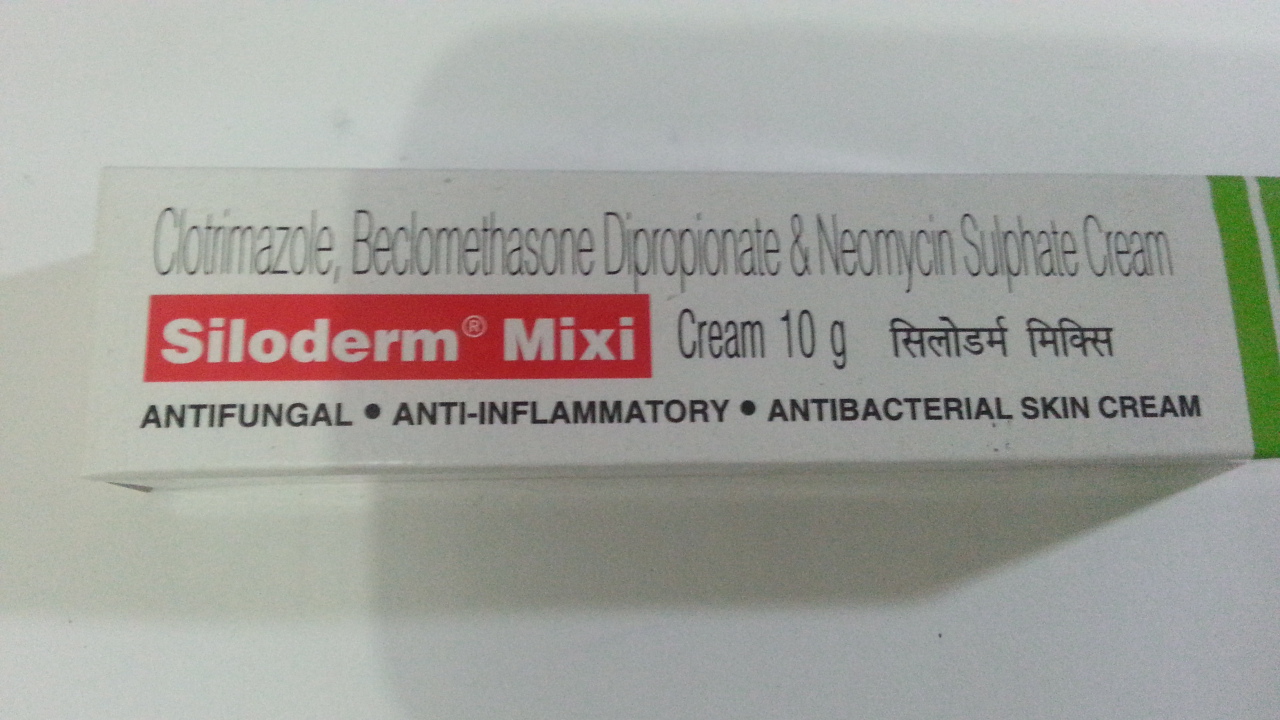 Clotrimazole, Beclomethasone Dipropionate & Neomycin Sulphate Cream
Siloderm® Mixi Cream 10 g सिलोडर्म मिक्सि
ANTIFUNGAL • ANTI-INFLAMMATORY • ANTIBACTERIAL SKIN CREAM